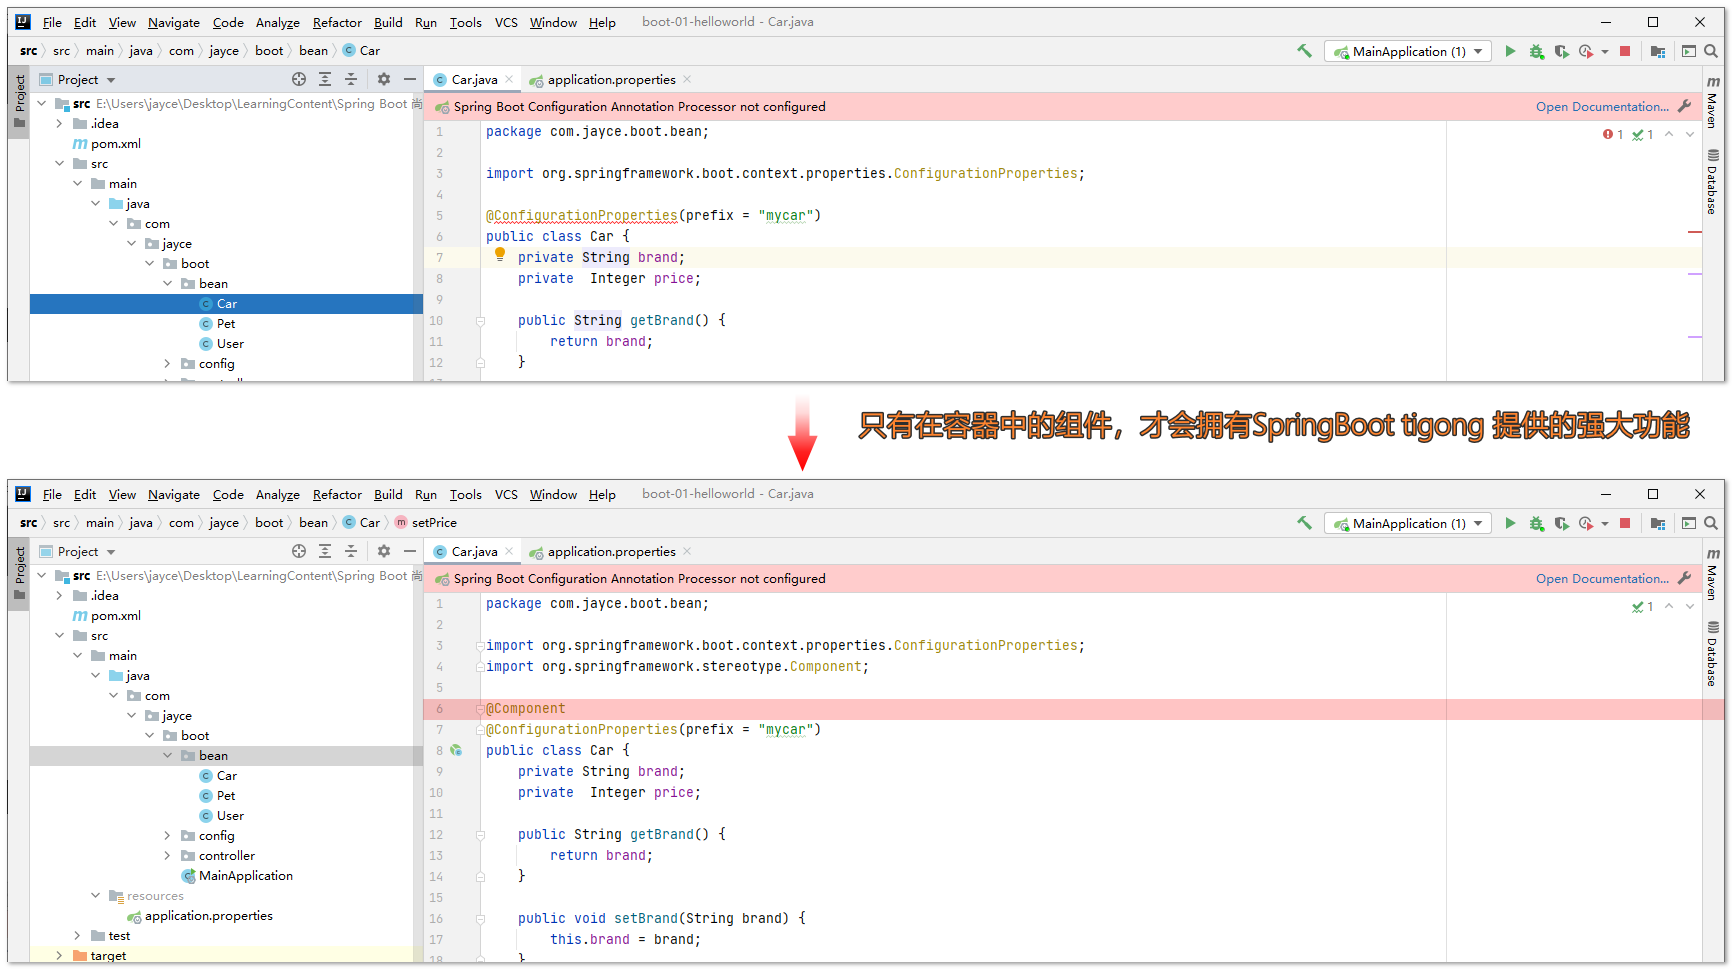 File Edit View Navigate Code Analyze Refactor Build Run Tools VCS Window Help boot-01-helloworld - Car.java
src src main java com jayce boot bean Car MainApplication (1)
Project Car.java application.properties
Project
src E:\Users\jayce\Desktop\LearningContent\Spring Boot 尚
.idea
pom.xml
src
main
java
com
jayce
boot
bean
Car
Pet
User
config
Spring Boot Configuration Annotation Processor not configured Open Documentation...
1 1
1 package com.jayce.boot.bean;
2
3 import org.springframework.boot.context.properties.ConfigurationProperties;
4
5 @ConfigurationProperties(prefix = "mycar")
6 public class Car {
7 private String brand;
8 private  Integer price;
9
10 public String getBrand() {
11 return brand;
12 }
Maven
Database
只有在容器中的组件，才会拥有SpringBoot tigong 提供的强大功能
File Edit View Navigate Code Analyze Refactor Build Run Tools VCS Window Help boot-01-helloworld - Car.java
src src main java com jayce boot bean Car setPrice MainApplication (1)
Project Car.java application.properties
Project
src E:\Users\jayce\Desktop\LearningContent\Spring Boot 尚
.idea
pom.xml
src
main
java
com
jayce
boot
bean
Car
Pet
User
config
controller
MainApplication
resources
application.properties
test
target
Spring Boot Configuration Annotation Processor not configured Open Documentation...
1
1 package com.jayce.boot.bean;
2
3 import org.springframework.boot.context.properties.ConfigurationProperties;
4 import org.springframework.stereotype.Component;
5
6 @Component
7 @ConfigurationProperties(prefix = "mycar")
8 public class Car {
9 private String brand;
10 private  Integer price;
11
12 public String getBrand() {
13 return brand;
14 }
15
16 public void setBrand(String brand) {
17 this.brand = brand;
18 }
Maven
Database